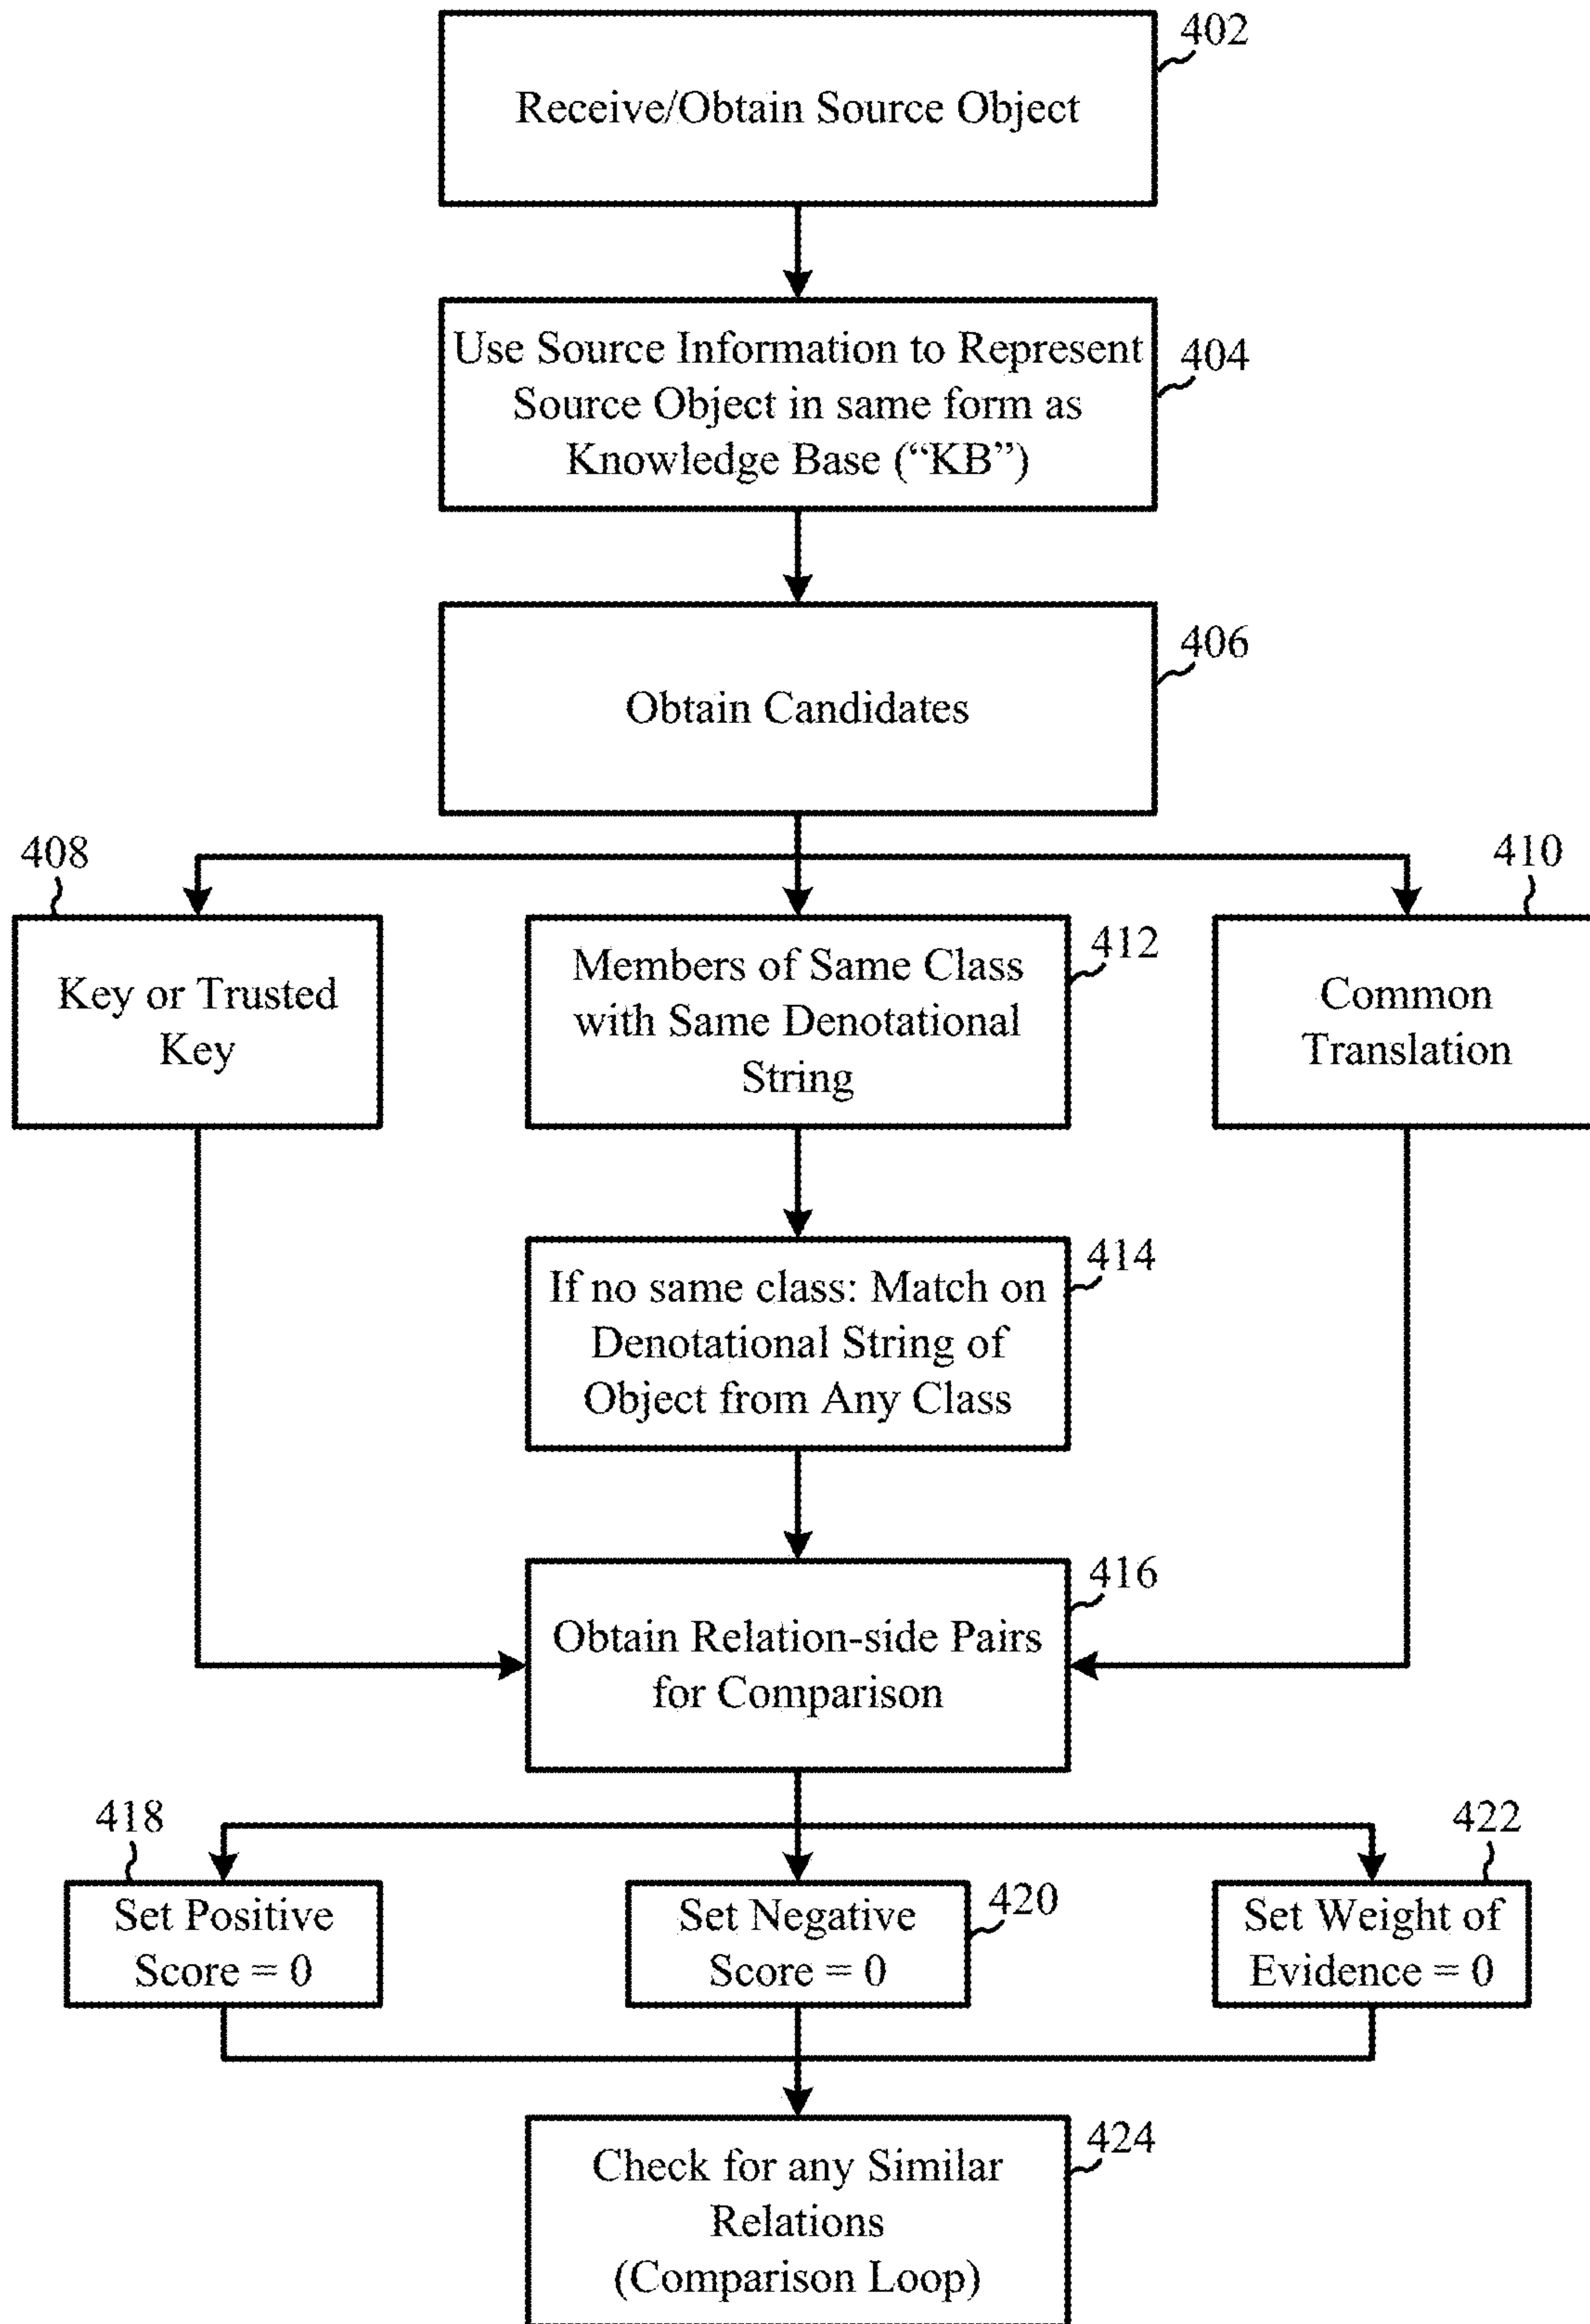 402
Receive/Obtain Source Object
Use Source Information to Represent
Source Object in same form as
Knowledge Base (“KB”)
404
406
Obtain Candidates
408
410
Key or Trusted
Key
Members of Same Class
with Same Denotational
String
412
Common
Translation
414
If no same class: Match on
Denotational String of
Object from Any Class
416
Obtain Relation-side Pairs
for Comparison
418
422
Set Positive
Score = 0
Set Negative
Score = 0
420
Set Weight of
Evidence = 0
424
Check for any Similar
Relations
(Comparison Loop)